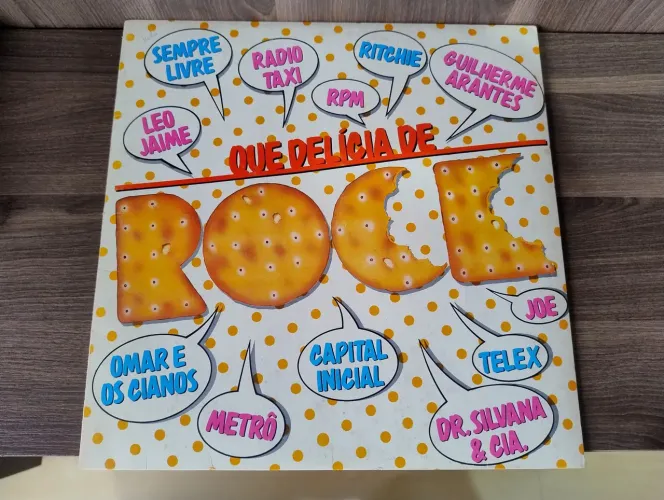 SEMPRE
LIVRE
RADIO
TAXI
RITCHIE
GUILHERME
ARANTES
RPM
LEO
JAIME
QUE DELÍCIA DE
ROCK
JOE
OMAR E
OS CIANOS
CAPITAL
INICIAL
TELEX
METRÔ
DR. SILVANA
& CIA.